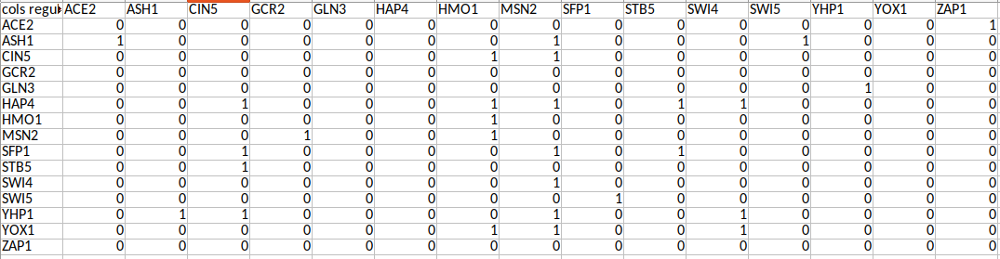 cols regul ACE2 ASH1 CIN5 GCR2 GLN3 HAP4 HMO1 MSN2 SFP1 STB5 SWI4 SWI5 YHP1 YOX1 ZAP1
ACE2 0 0 0 0 0 0 0 0 0 0 0 0 0 0 1
ASH1 1 0 0 0 0 0 0 1 0 0 0 1 0 0 0
CIN5 0 0 0 0 0 0 1 1 0 0 0 0 0 0 0
GCR2 0 0 0 0 0 0 0 0 0 0 0 0 0 0 0
GLN3 0 0 0 0 0 0 0 0 0 0 0 0 1 0 0
HAP4 0 0 1 0 0 0 1 1 0 1 1 0 0 0 0
HMO1 0 0 0 0 0 0 1 0 0 0 0 0 0 0 0
MSN2 0 0 0 1 0 0 1 0 0 0 0 0 0 0 0
SFP1 0 0 1 0 0 0 0 1 0 1 0 0 0 0 0
STB5 0 0 1 0 0 0 0 0 0 0 0 0 0 0 0
SWI4 0 0 0 0 0 0 0 1 0 0 0 0 0 0 0
SWI5 0 0 0 0 0 0 0 0 1 0 0 0 0 0 0
YHP1 0 1 1 0 0 0 0 1 0 0 1 0 0 0 0
YOX1 0 0 0 0 0 0 1 1 0 0 1 0 0 0 0
ZAP1 0 0 0 0 0 0 0 0 0 0 0 0 0 0 0